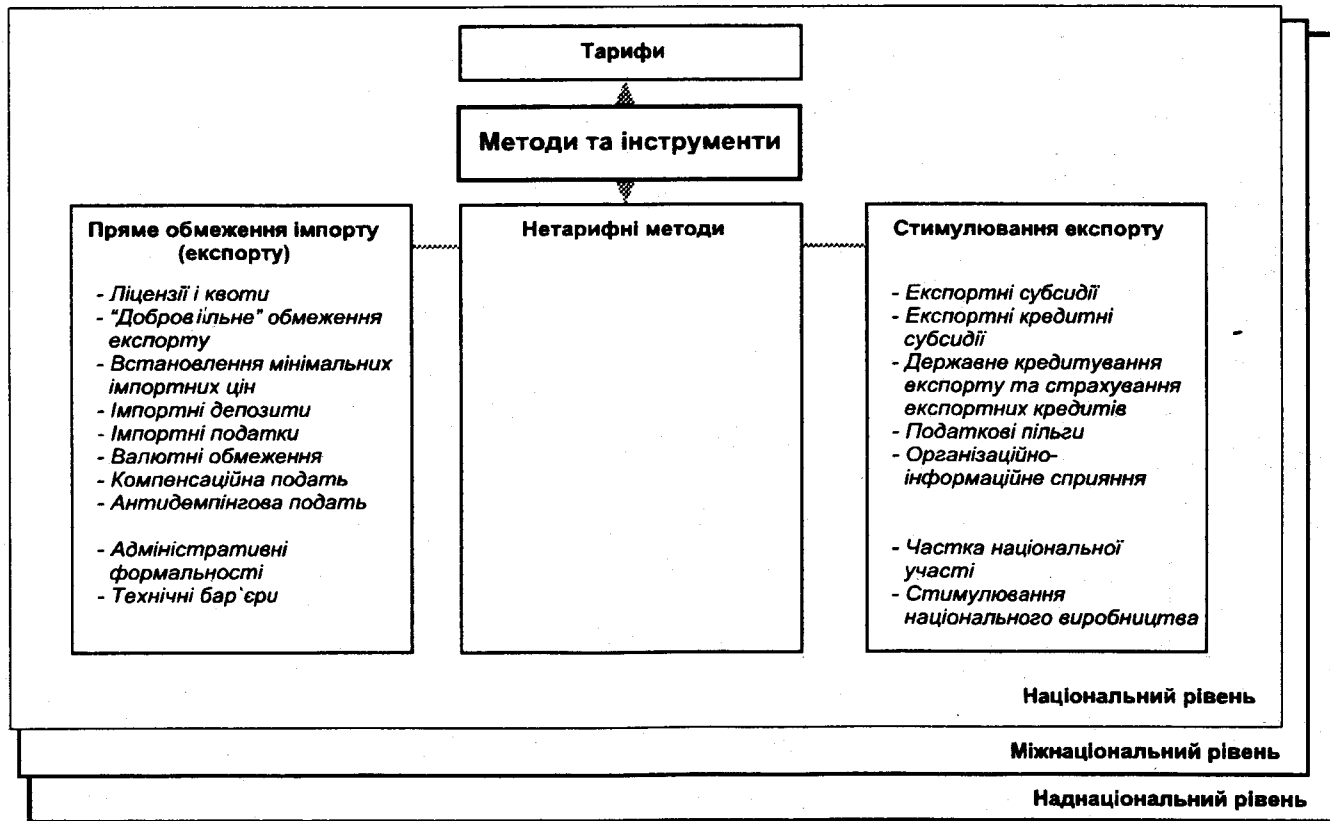 Тарифи
Методи та інструменти
Пряме обмеження імпорту
(експорту)
- Ліцензії і квоти
- "Добровіільне" обмеження
експорту
- Встановлення мінімальних
імпортних цін
- Імпортні депозити
- Імпортні податки
- Валютні обмеження
- Компенсаційна подать
- Антидемпінгова подать
- Адміністративні
формальності
- Технічні бар`єри
Нетарифні методи
Стимулювання експорту
- Експортні субсидії
- Експортні кредитні
субсидії
- Державне кредитування
експорту та страхування
експортних кредитів
- Податкові пільги
- Організаційно-
інформаційне сприяння
- Частка національної
участі
- Стимулювання
національного виробництва
Національний рівень
Міжнаціональний рівень
Наднаціональний рівень